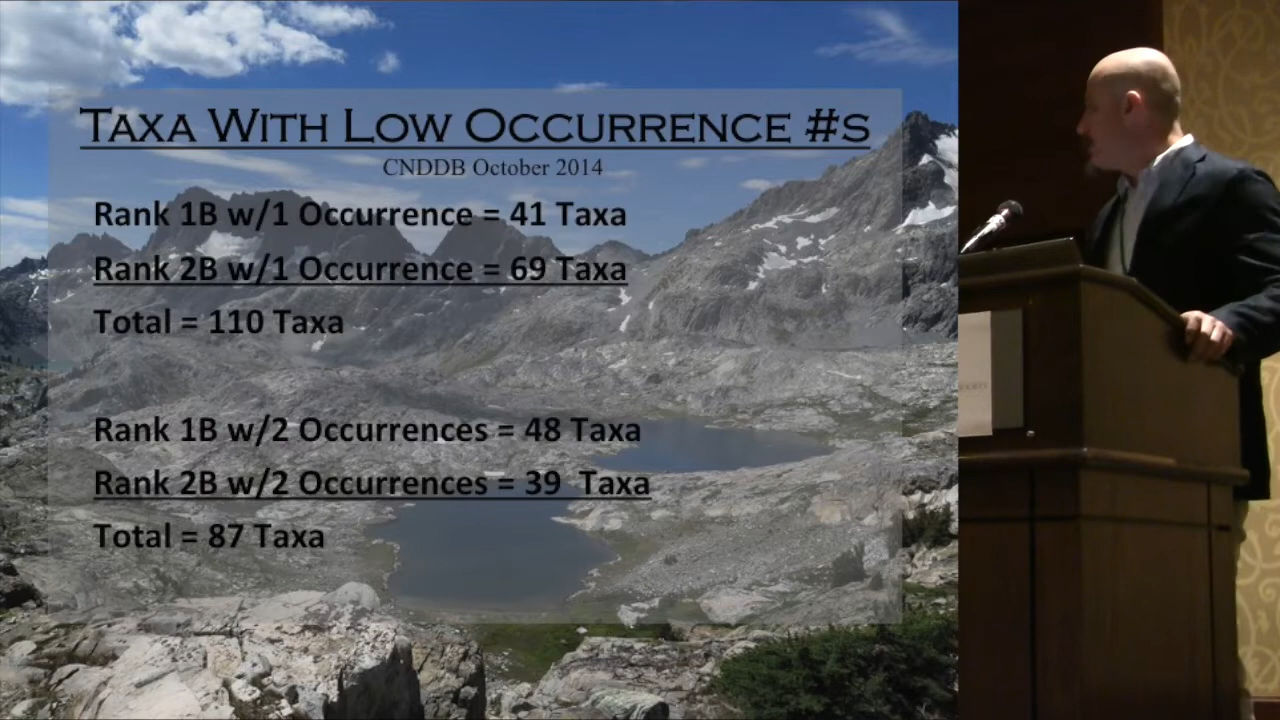 TAXA WITH LOW OCCURRENCE #S
CNDDB October 2014
Rank 1B w/1 Occurrence = 41 Taxa
Rank 2B w/1 Occurrence = 69 Taxa
Total = 110 Taxa
Rank 1B w/2 Occurrences = 48 Taxa
Rank 2B w/2 Occurrences = 39 Taxa
Total = 87 Taxa